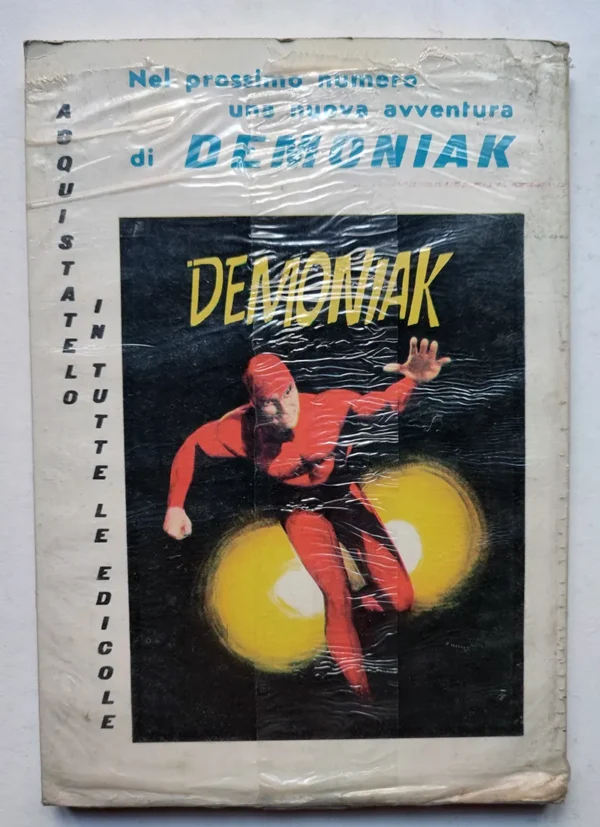 Nel prossimo numero
una nuova avventura
di DEMONIAK
ACQUISTATELO
IN TUTTE LE EDICOLE
DEMONIAK